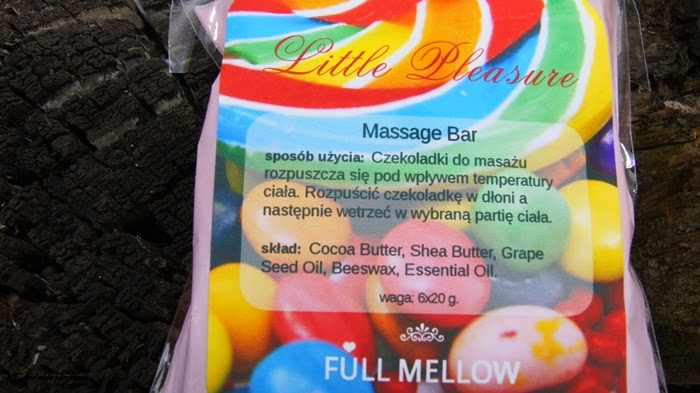 Little Pleasure
Massage Bar
sposób użycia: Czekoladki do masażu
rozpuszcza się pod wpływem temperatury
ciała. Rozpuścić czekoladkę w dłoni a
następnie wetrzeć w wybraną partię ciała.
skład: Cocoa Butter, Shea Butter, Grape
Seed Oil, Beeswax, Essential Oil.
waga: 6x20 g.
FULL MELLOW